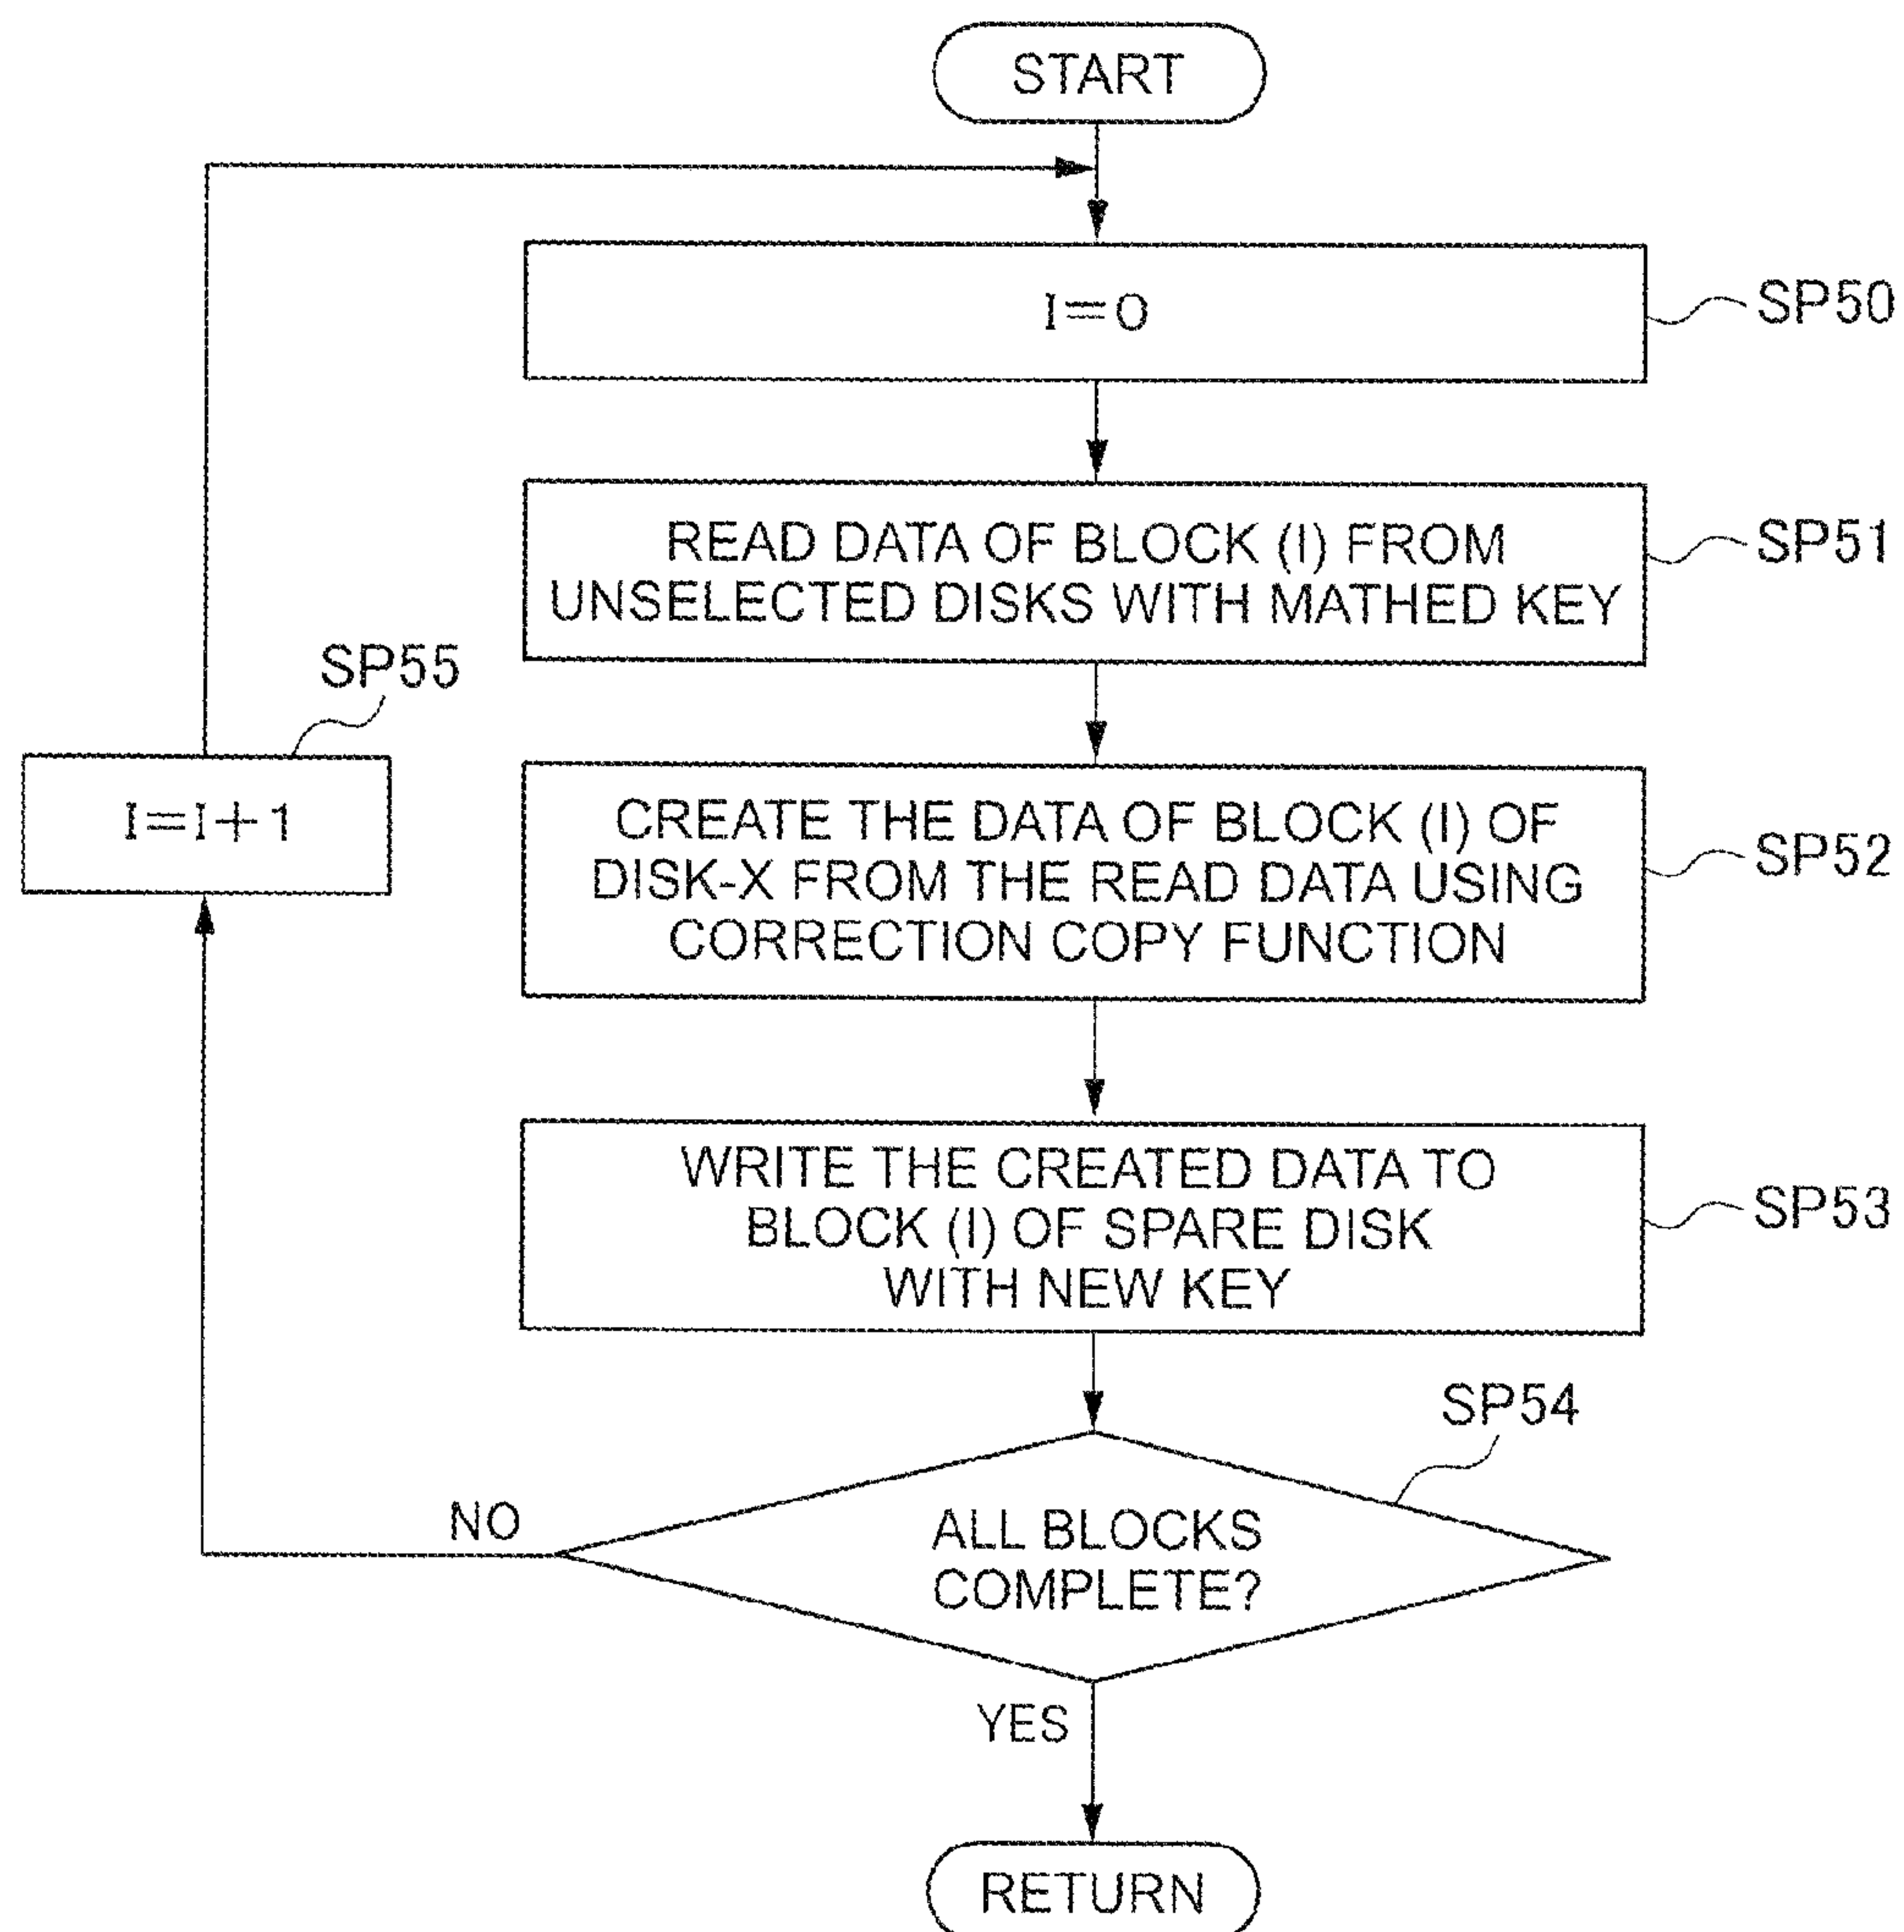 START
I=0
SP50
READ DATA OF BLOCK (I) FROM
UNSELECTED DISKS WITH MATHED KEY
SP51
SP55
I=I+1
CREATE THE DATA OF BLOCK (I) OF
DISK-X FROM THE READ DATA USING
CORRECTION COPY FUNCTION
SP52
WRITE THE CREATED DATA TO
BLOCK (I) OF SPARE DISK
WITH NEW KEY
SP53
SP54
NO
ALL BLOCKS
COMPLETE?
YES
RETURN